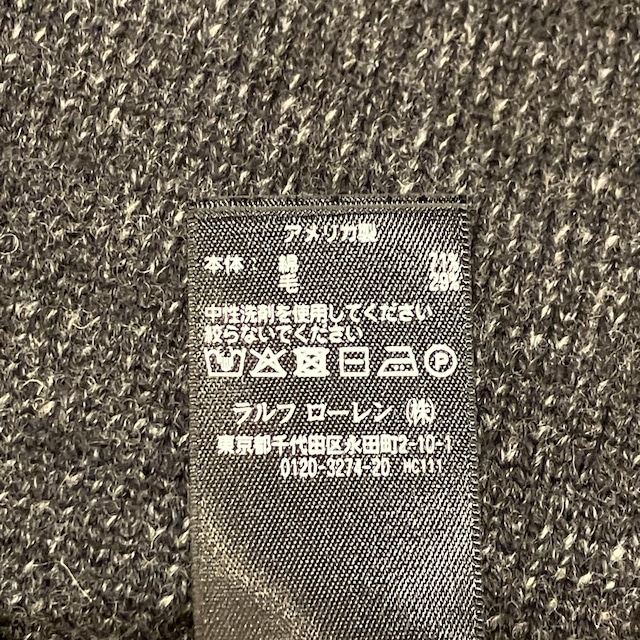 アメリカ製
本体: 綿 71%
毛 29%
中性洗剤を使用してください
絞らないでください
ラルフ ローレン (株)
東京都千代田区永田町2-10-1
0120-3274-20 MC111